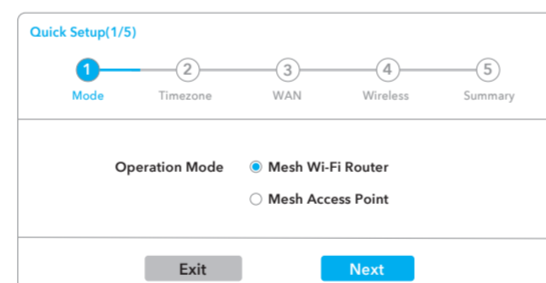 Quick Setup(1/5)
1 2 3 4 5
Mode Timezone WAN Wireless Summary
Operation Mode Mesh Wi-Fi Router
Mesh Access Point
Exit Next